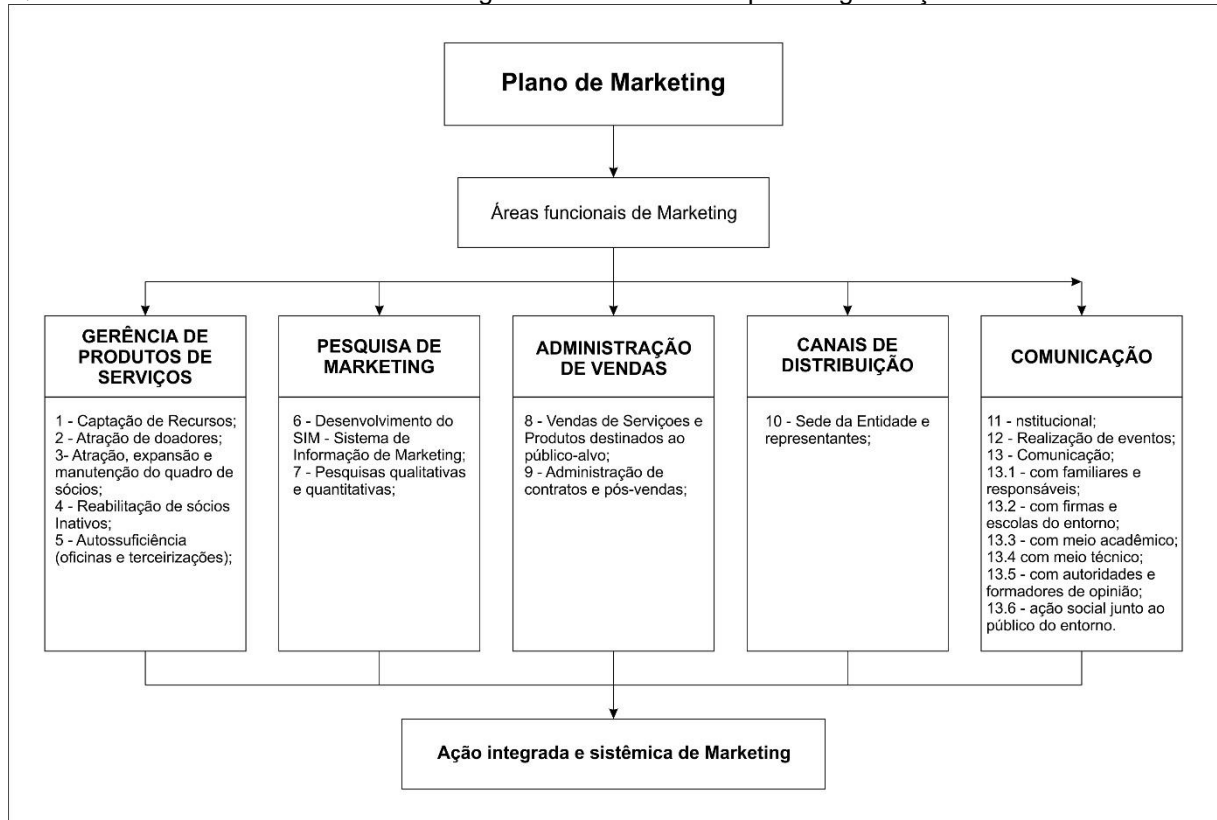 Plano de Marketing
Áreas funcionais de Marketing
GERÊNCIA DE
PRODUTOS DE
SERVIÇOS
1 - Captação de Recursos;
2 - Atração de doadores;
3- Atração, expansão e
manutenção do quadro de
sócios;
4 - Reabilitação de sócios
Inativos;
5 - Autossuficiência
(oficinas e terceirizações);
PESQUISA DE
MARKETING
6 - Desenvolvimento do
SIM - Sistema de
Informação de Marketing;
7 - Pesquisas qualitativas
e quantitativas;
ADMINISTRAÇÃO
DE VENDAS
8 - Vendas de Serviçoes e
Produtos destinados ao
público-alvo;
9 - Administração de
contratos e pós-vendas;
CANAIS DE
DISTRIBUIÇÃO
10 - Sede da Entidade e
representantes;
COMUNICAÇÃO
11 - nstitucional;
12 - Realização de eventos;
13 - Comunicação;
13.1 - com familiares e
responsáveis;
13.2 - com firmas e
escolas do entorno;
13.3 - com meio acadêmico;
13.4 com meio técnico;
13.5 - com autoridades e
formadores de opinião;
13.6 - ação social junto ao
público do entorno.
Ação integrada e sistêmica de Marketing